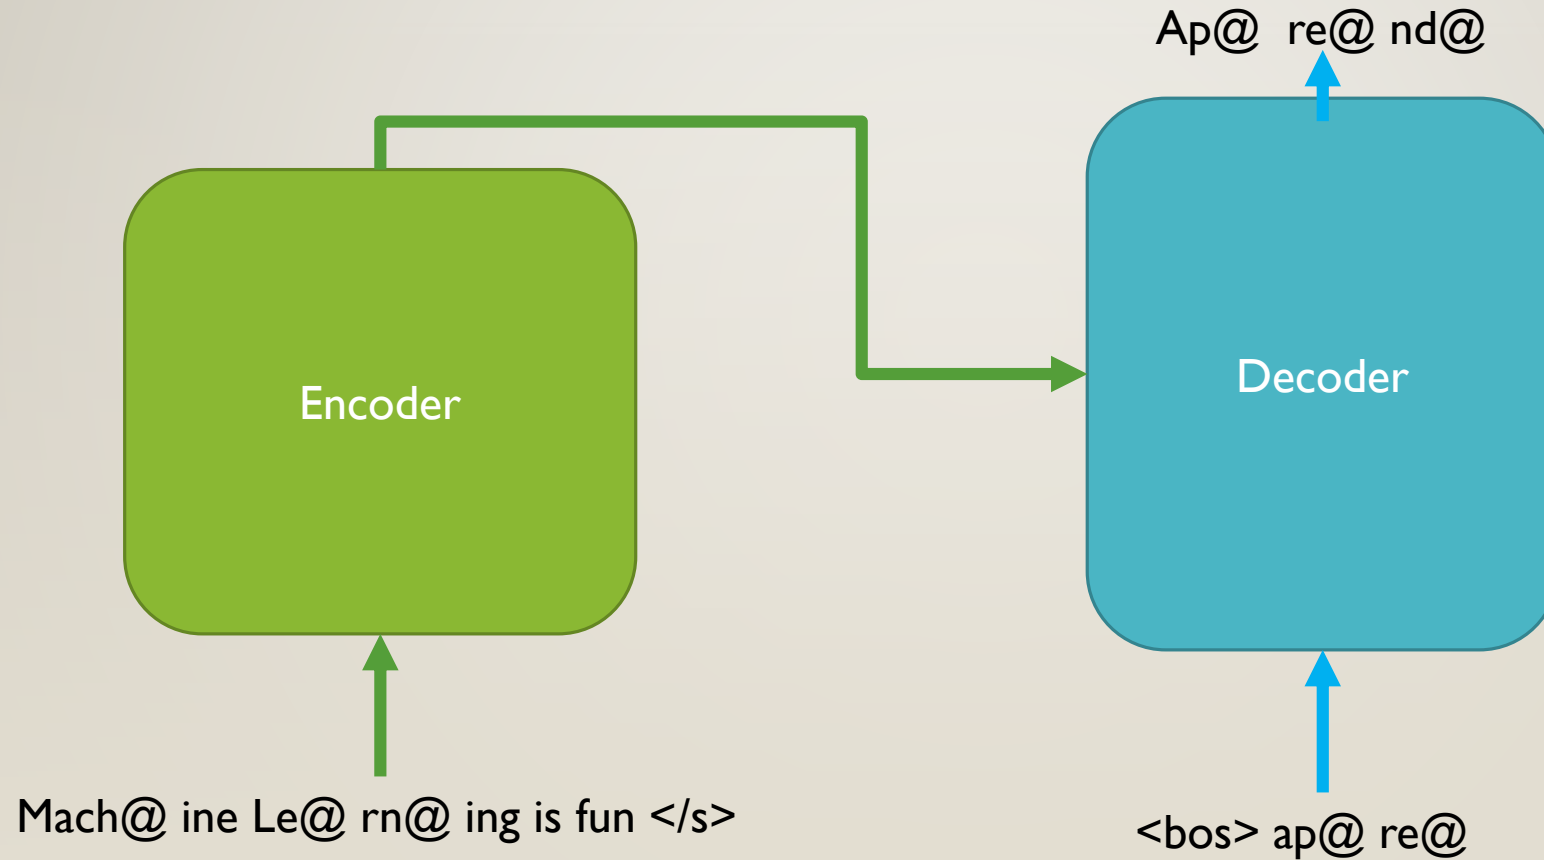 Ap@ re@ nd@
Encoder
Decoder
Mach@ ine Le@ rn@ ing is fun </s>
<bos> ap@ re@